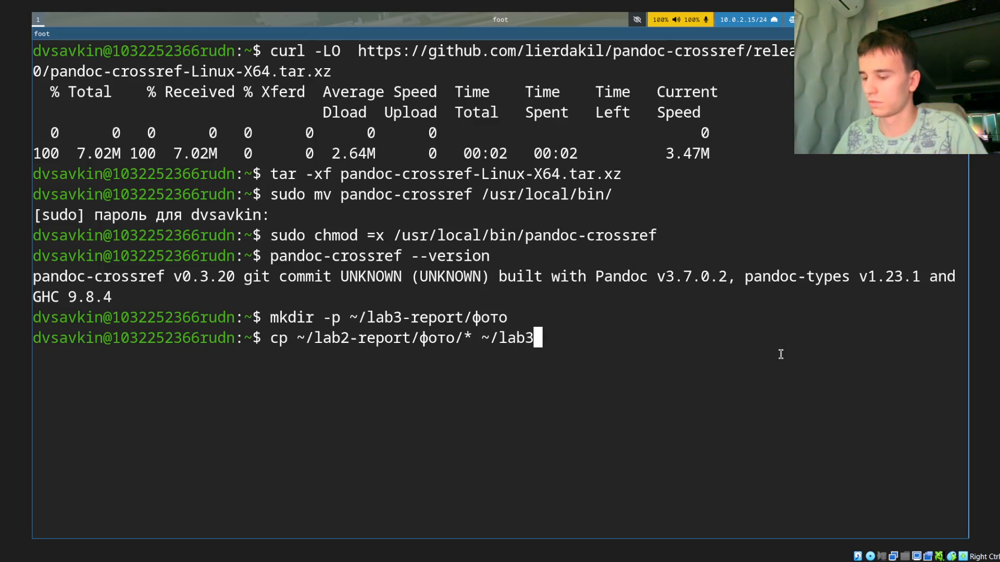 1
foot
100% 100%
10.0.2.15/24
foot
dvsavkin@1032252366rudn:~$ curl -LO  https://github.com/lierdakil/pandoc-crossref/relea
0/pandoc-crossref-Linux-X64.tar.xz
% Total % Received % Xferd Average Speed Time Time Time Current
Dload Upload Total Spent Left Speed
0 0 0 0 0 0 0 0 0
100 7.02M 100 7.02M 0 0 2.64M 0 00:02 00:02 3.47M
dvsavkin@1032252366rudn:~$ tar -xf pandoc-crossref-Linux-X64.tar.xz
dvsavkin@1032252366rudn:~$ sudo mv pandoc-crossref /usr/local/bin/
[sudo] пароль для dvsavkin:
dvsavkin@1032252366rudn:~$ sudo chmod =x /usr/local/bin/pandoc-crossref
dvsavkin@1032252366rudn:~$ pandoc-crossref --version
pandoc-crossref v0.3.20 git commit UNKNOWN (UNKNOWN) built with Pandoc v3.7.0.2, pandoc-types v1.23.1 and
GHC 9.8.4
dvsavkin@1032252366rudn:~$ mkdir -p ~/lab3-report/фото
dvsavkin@1032252366rudn:~$ cp ~/lab2-report/фото/* ~/lab3
Right Ctrl